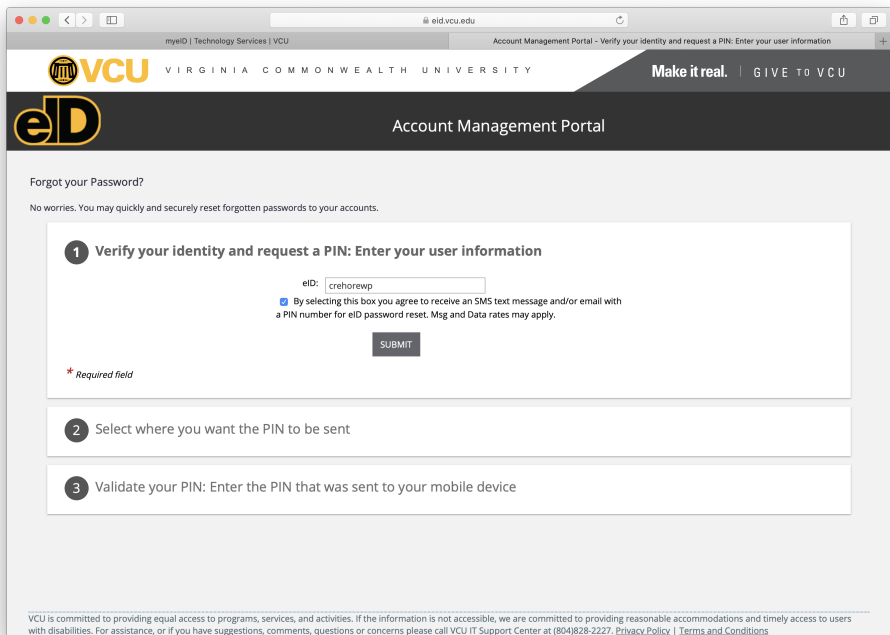 eid.vcu.edu
myeID | Technology Services | VCU
Account Management Portal - Verify your identity and request a PIN: Enter your user information
VCU VIRGINIA COMMONWEALTH UNIVERSITY
Make it real. | GIVE TO VCU
eID
Account Management Portal
Forgot your Password?
No worries. You may quickly and securely reset forgotten passwords to your accounts.
1 Verify your identity and request a PIN: Enter your user information
eID: crehorewp
By selecting this box you agree to receive an SMS text message and/or email with
a PIN number for eID password reset. Msg and Data rates may apply.
SUBMIT
* Required field
2 Select where you want the PIN to be sent
3 Validate your PIN: Enter the PIN that was sent to your mobile device
VCU is committed to providing equal access to programs, services, and activities. If the information is not accessible, we are committed to providing reasonable accommodations and timely access to users
with disabilities. For assistance, or if you have suggestions, comments, questions or concerns please call VCU IT Support Center at (804)828-2227. Privacy Policy | Terms and Conditions